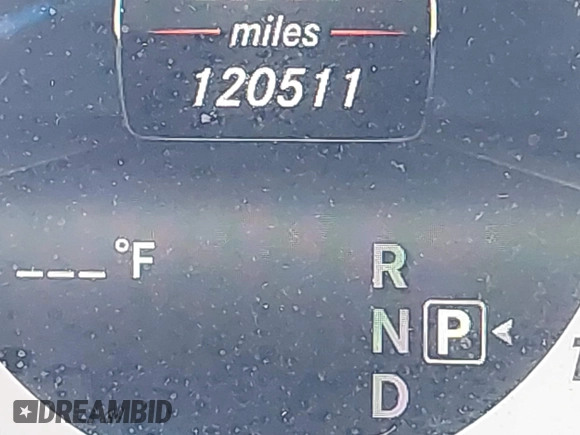 miles
120511
___°F
R
N P
D
DREAMBID